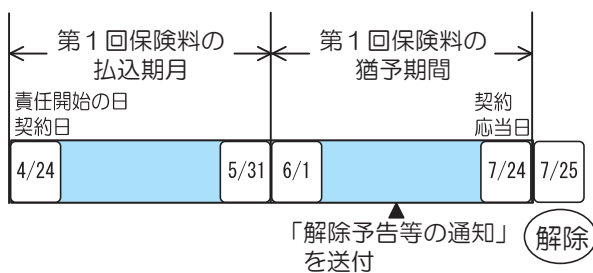 第１回保険料の
払込期月
第１回保険料の
猶予期間
責任開始の日
契約日
契約
応当日
4/24
5/31
6/1
7/24
7/25
「解除予告等の通知」
を送付
解除